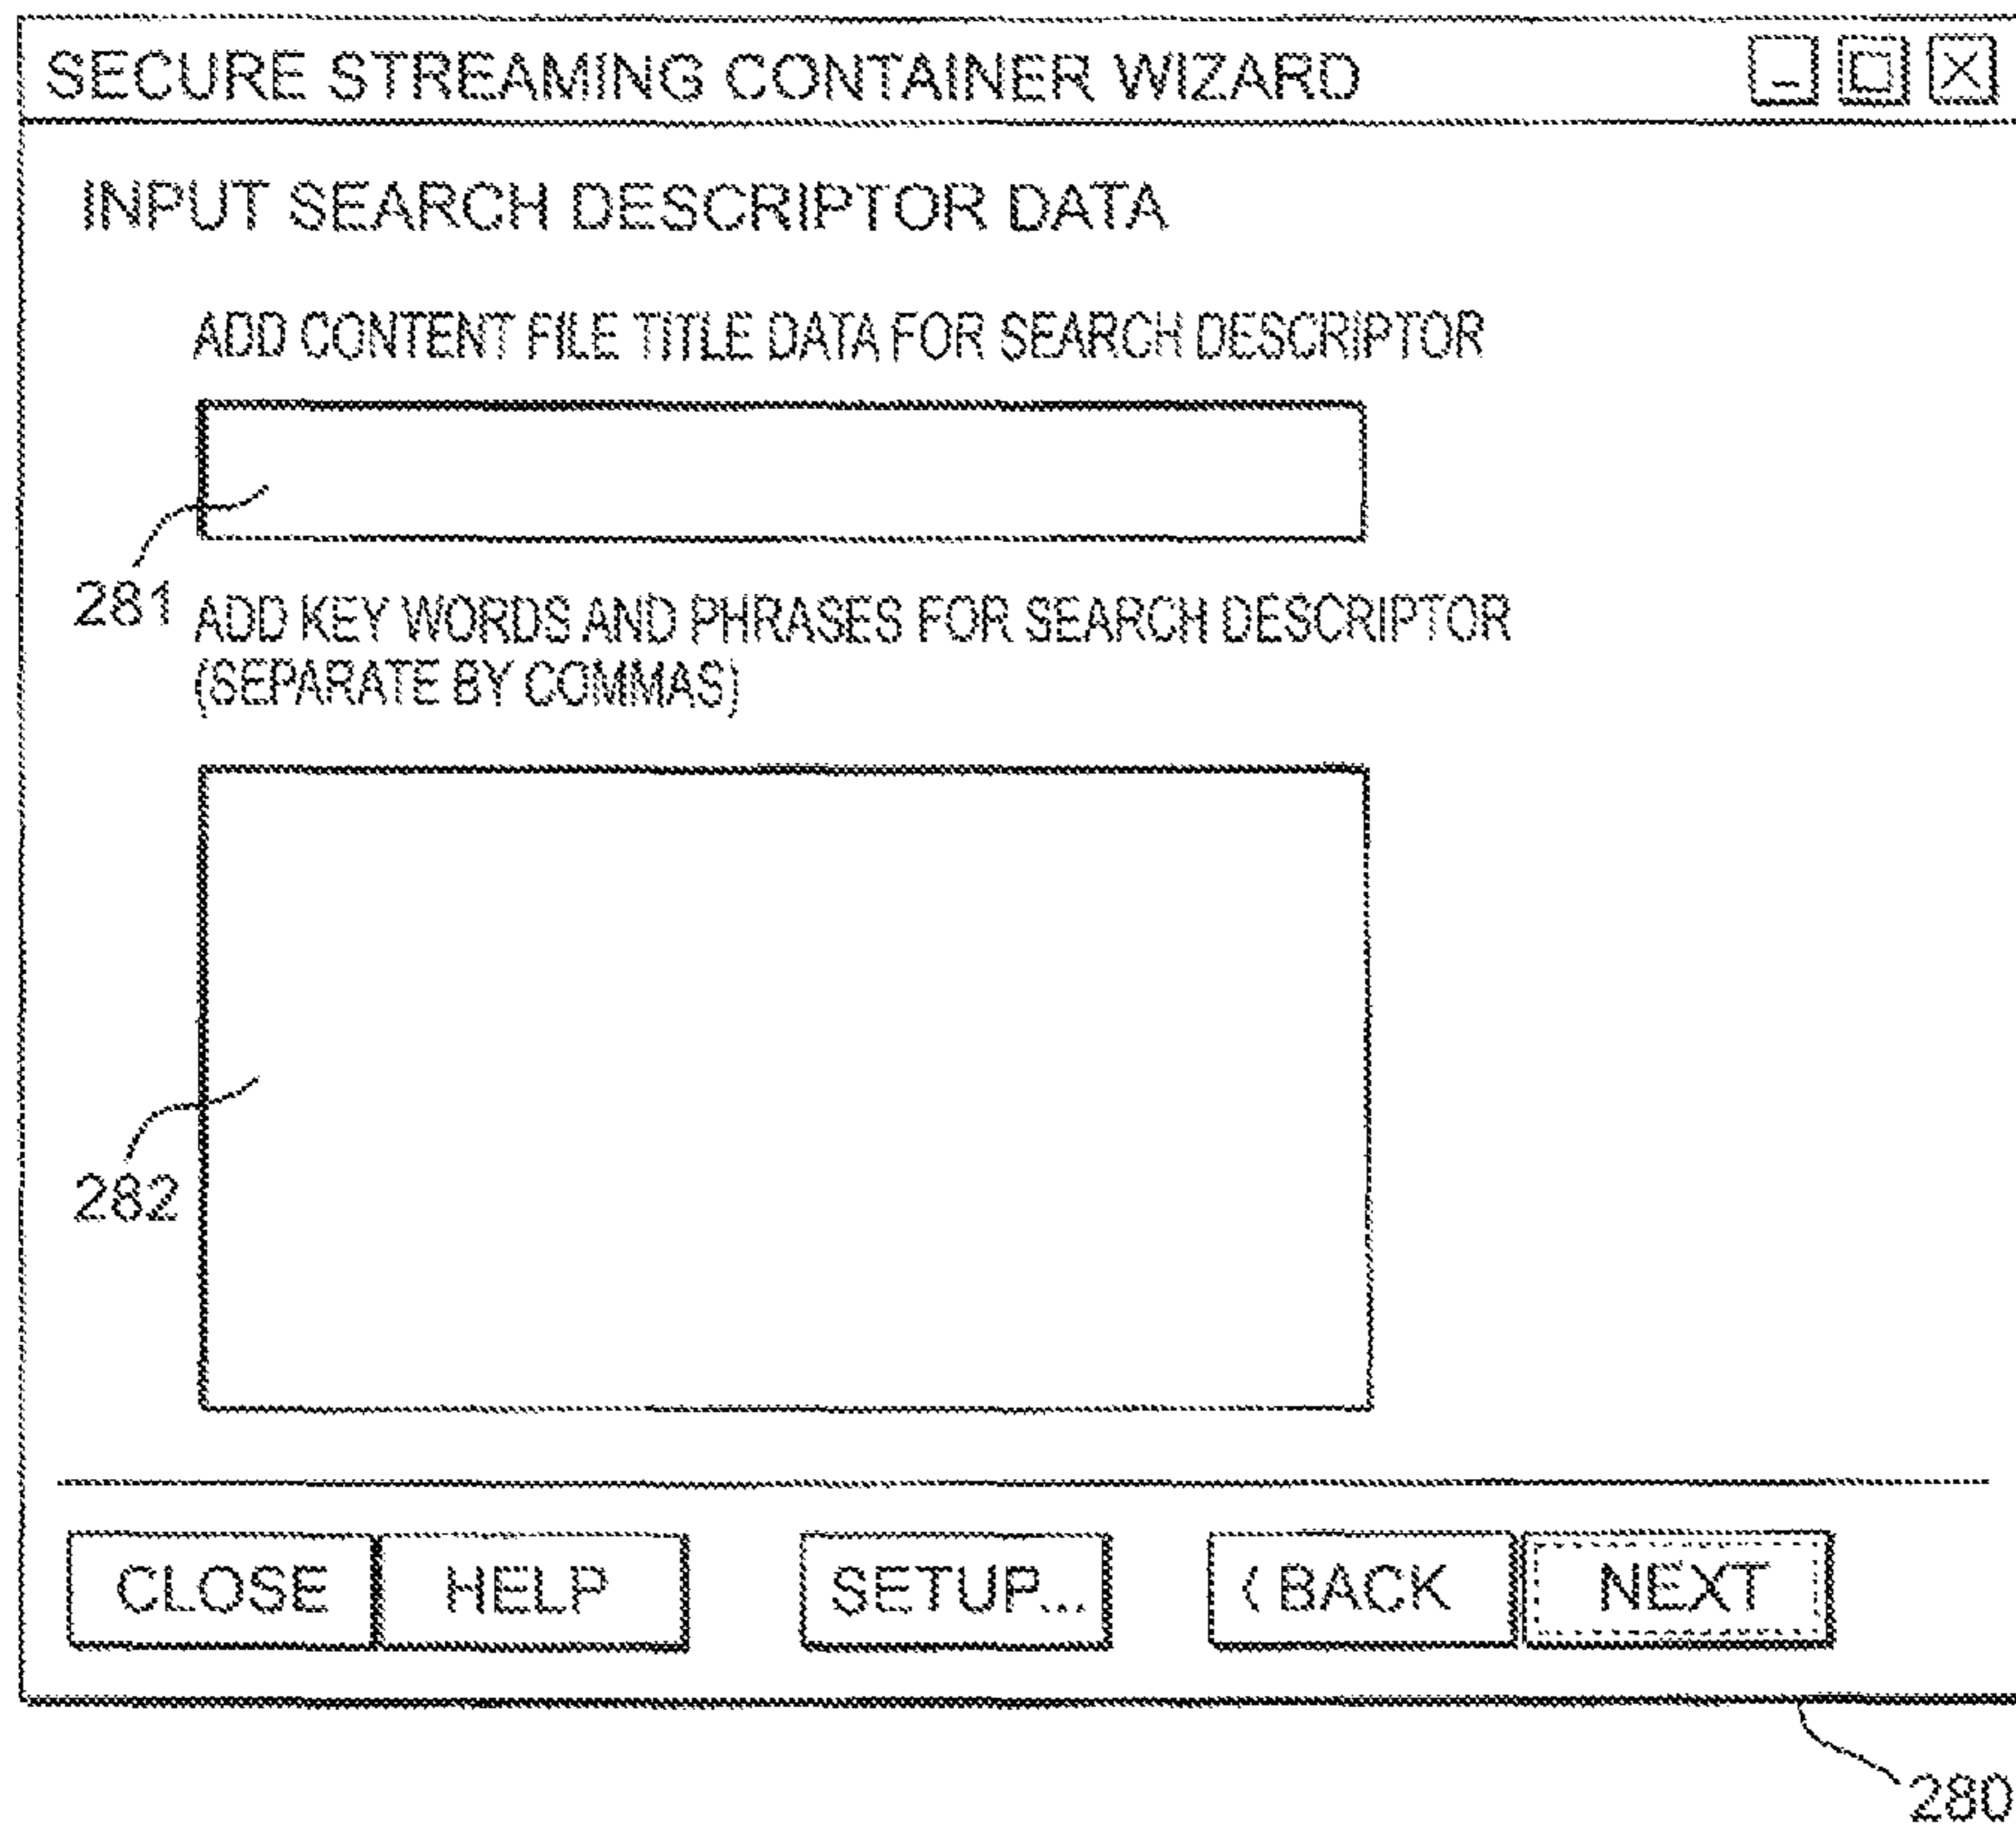 SECURE STREAMING CONTAINER WIZARD
INPUT SEARCH DESCRIPTOR DATA
ADD CONTENT FILE TITLE DATA FOR SEARCH DESCRIPTOR
281
ADD KEY WORDS AND PHRASES FOR SEARCH DESCRIPTOR
(SEPARATE BY COMMAS)
282
CLOSE HELP SETUP... ⟨ BACK NEXT
280